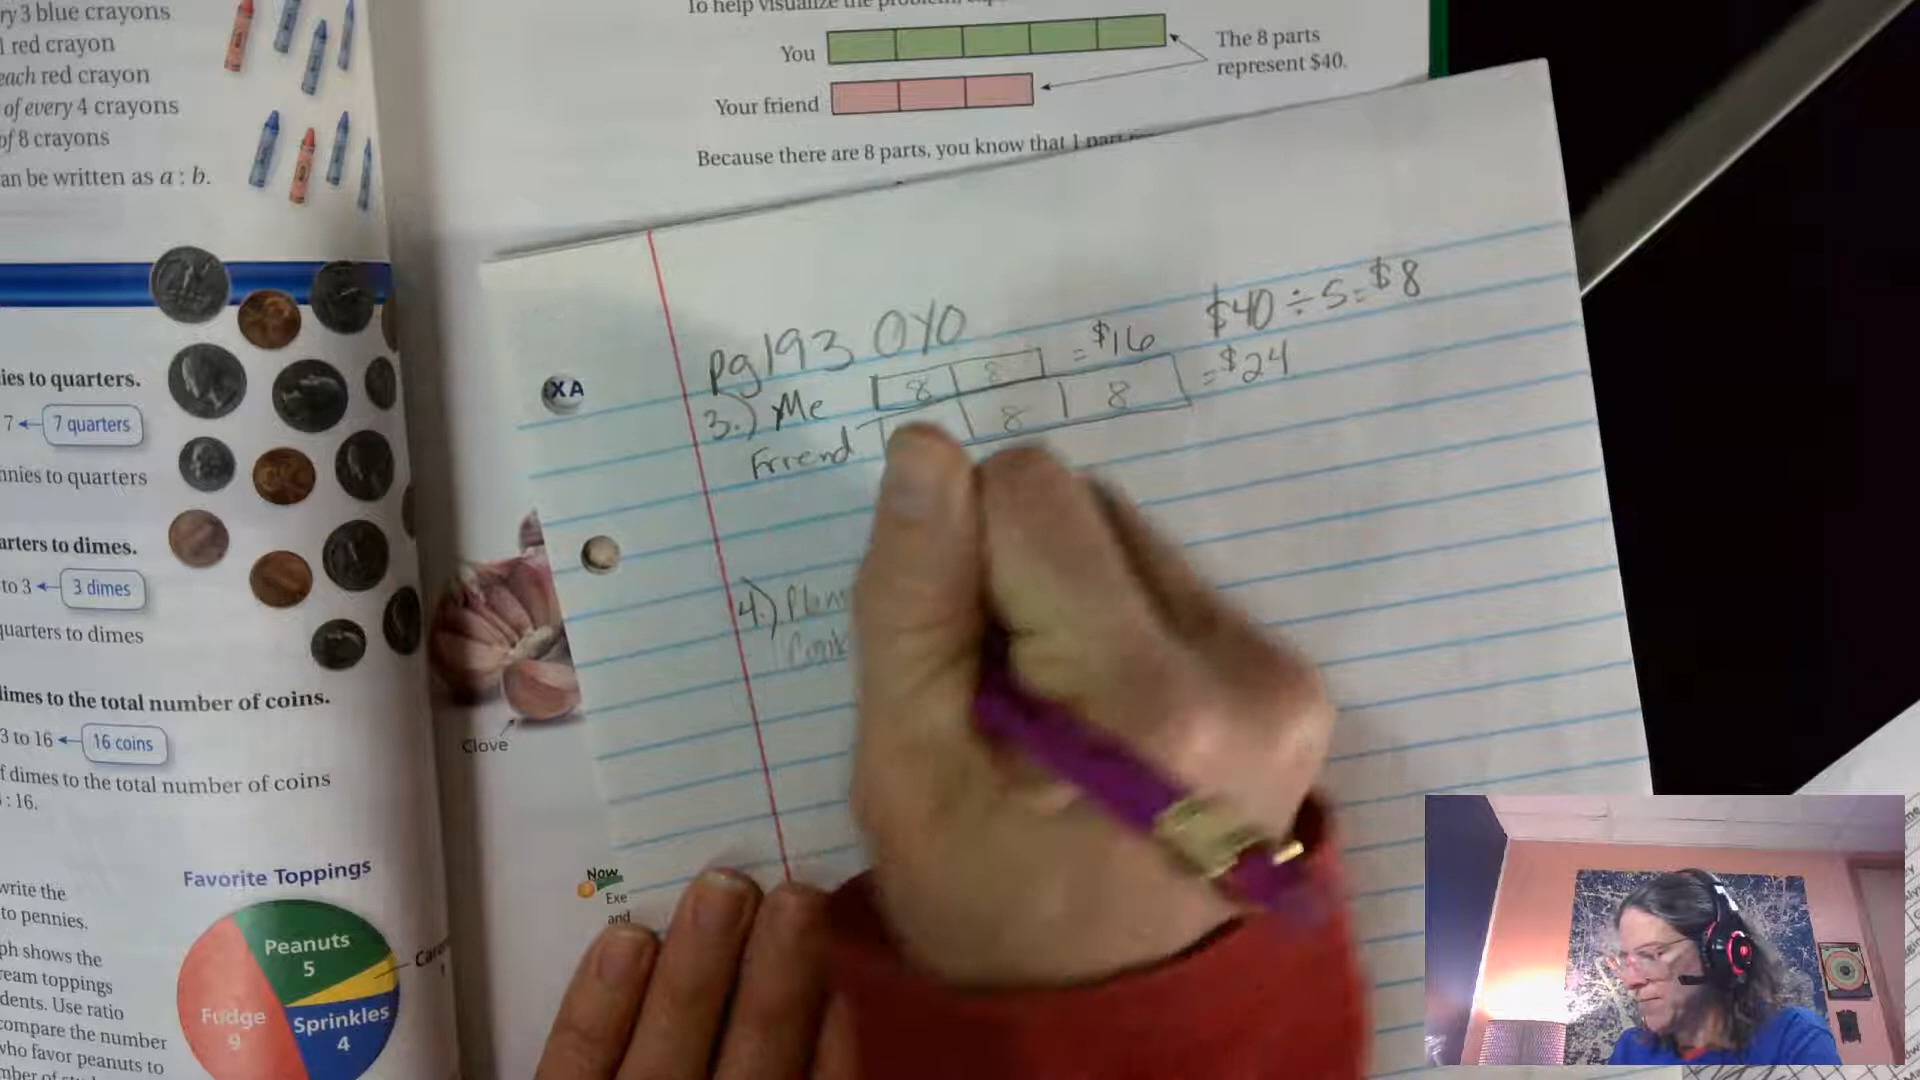 ry 3 blue crayons
1 red crayon
each red crayon
of every 4 crayons
of 8 crayons
an be written as a : b.
ies to quarters.
7 7 quarters
nnies to quarters
arters to dimes.
to 3 3 dimes
quarters to dimes
dimes to the total number of coins.
3 to 16 16 coins
f dimes to the total number of coins
: 16.
write the
to pennies.
ph shows the
ream toppings
dents. Use ratio
compare the number
who favor peanuts to
Favorite Toppings
Peanuts
5
Fudge
9
Sprinkles
4
To help visualize the
You
Your friend
The 8 parts
represent $40.
Because there are 8 parts, you know that 1 part
XA
Clove
Now
Exe
and
pg 193 OYO
3.) Me 8 8 = $16 $40 ÷ 5 = $8
Friend 8 8 = $24
4.)